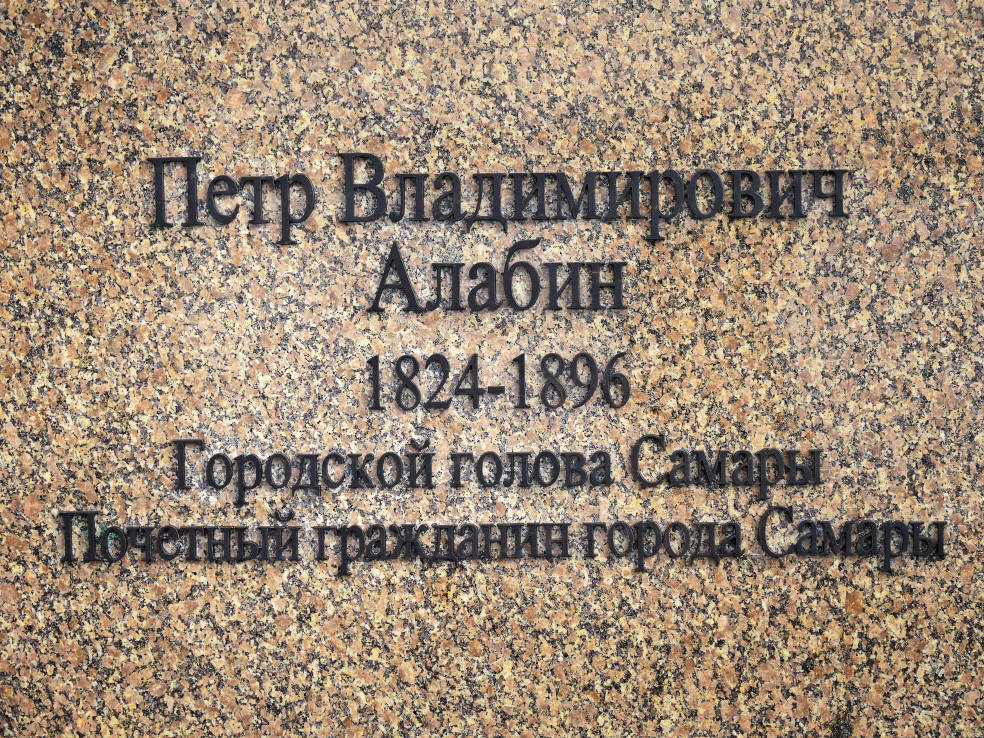 Петр Владимирович
Алабин
1824-1896
Городской голова Самары
Почетный гражданин города Самары